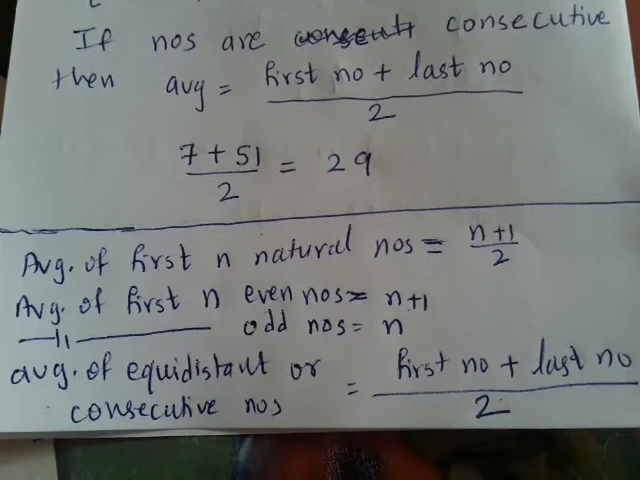 If nos are consecutive
then avg = first no + last no / 2
7 + 51 / 2 = 29
Avg. of first n natural nos = n+1 / 2
Avg. of first n even nos = n+1
—11— odd nos = n
avg. of equidistant or consecutive nos = first no + last no / 2